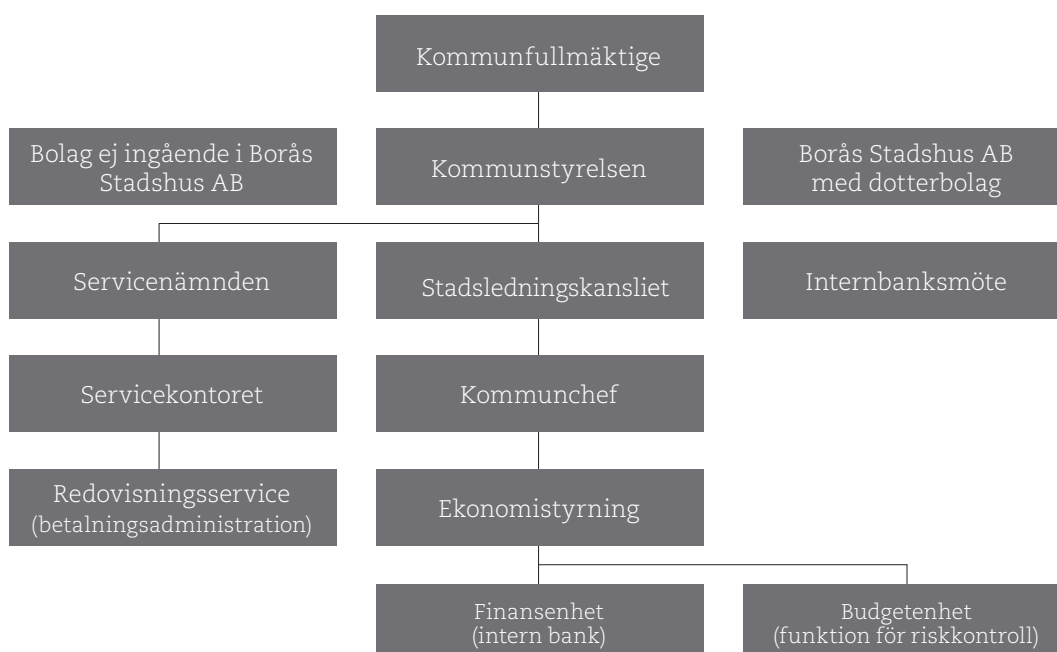 Kommunfullmäktige
Bolag ej ingående i Borås
Stadshus AB
Kommunstyrelsen
Borås Stadshus AB
med dotterbolag
Servicenämnden
Stadsledningskansliet
Internbanksmöte
Servicekontoret
Kommunchef
Redovisningsservice
(betalningsadministration)
Ekonomistyrning
Finansenhet
(intern bank)
Budgetenhet
(funktion för riskkontroll)